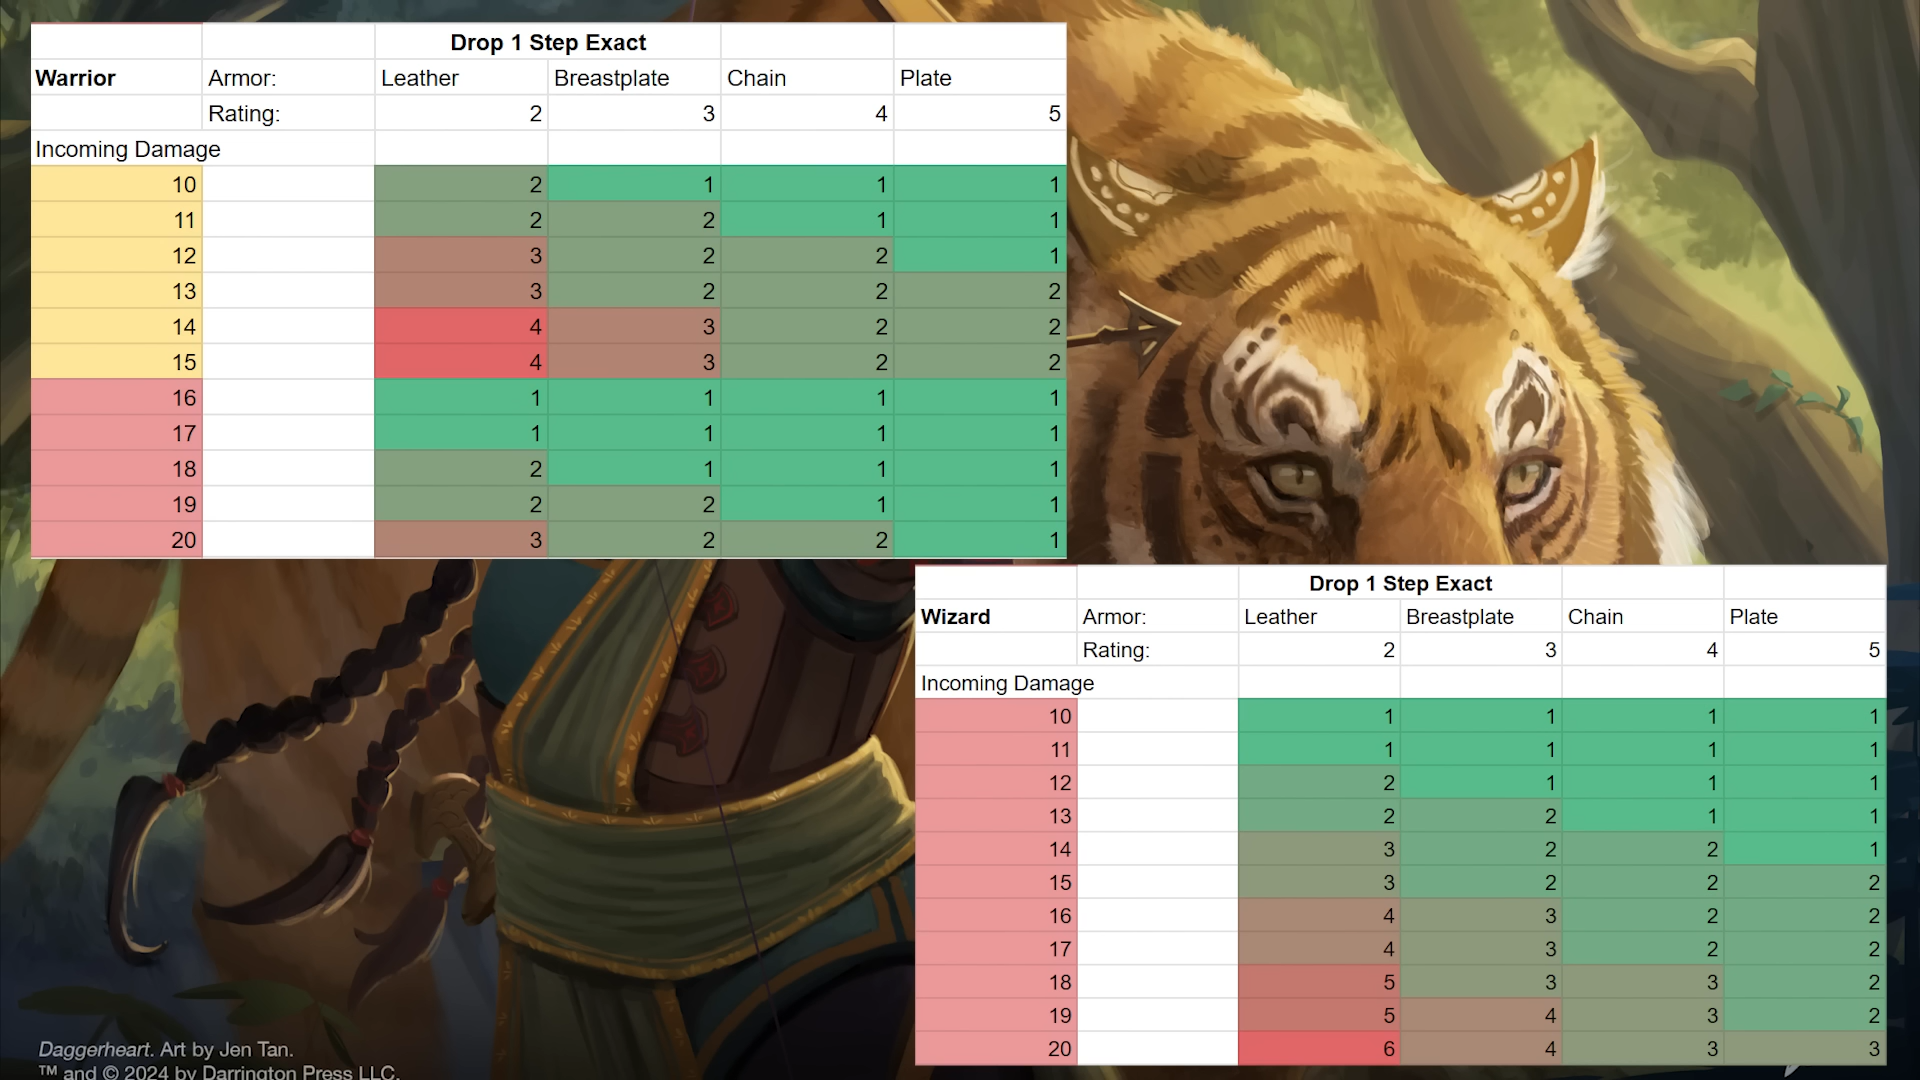 Drop 1 Step Exact
Warrior Armor: Leather Breastplate Chain Plate
Rating: 2 3 4 5
Incoming Damage
10 2 1 1 1
11 2 2 1 1
12 3 2 2 1
13 3 2 2 2
14 4 3 2 2
15 4 3 2 2
16 1 1 1 1
17 1 1 1 1
18 2 1 1 1
19 2 2 1 1
20 3 2 2 1
Drop 1 Step Exact
Wizard Armor: Leather Breastplate Chain Plate
Rating: 2 3 4 5
Incoming Damage
10 1 1 1 1
11 1 1 1 1
12 2 1 1 1
13 2 2 1 1
14 3 2 2 1
15 3 2 2 2
16 4 3 2 2
17 4 3 2 2
18 5 3 3 2
19 5 4 3 2
20 6 4 3 3
Daggerheart. Art by Jen Tan.
™ and © 2024 by Darrington Press LLC.